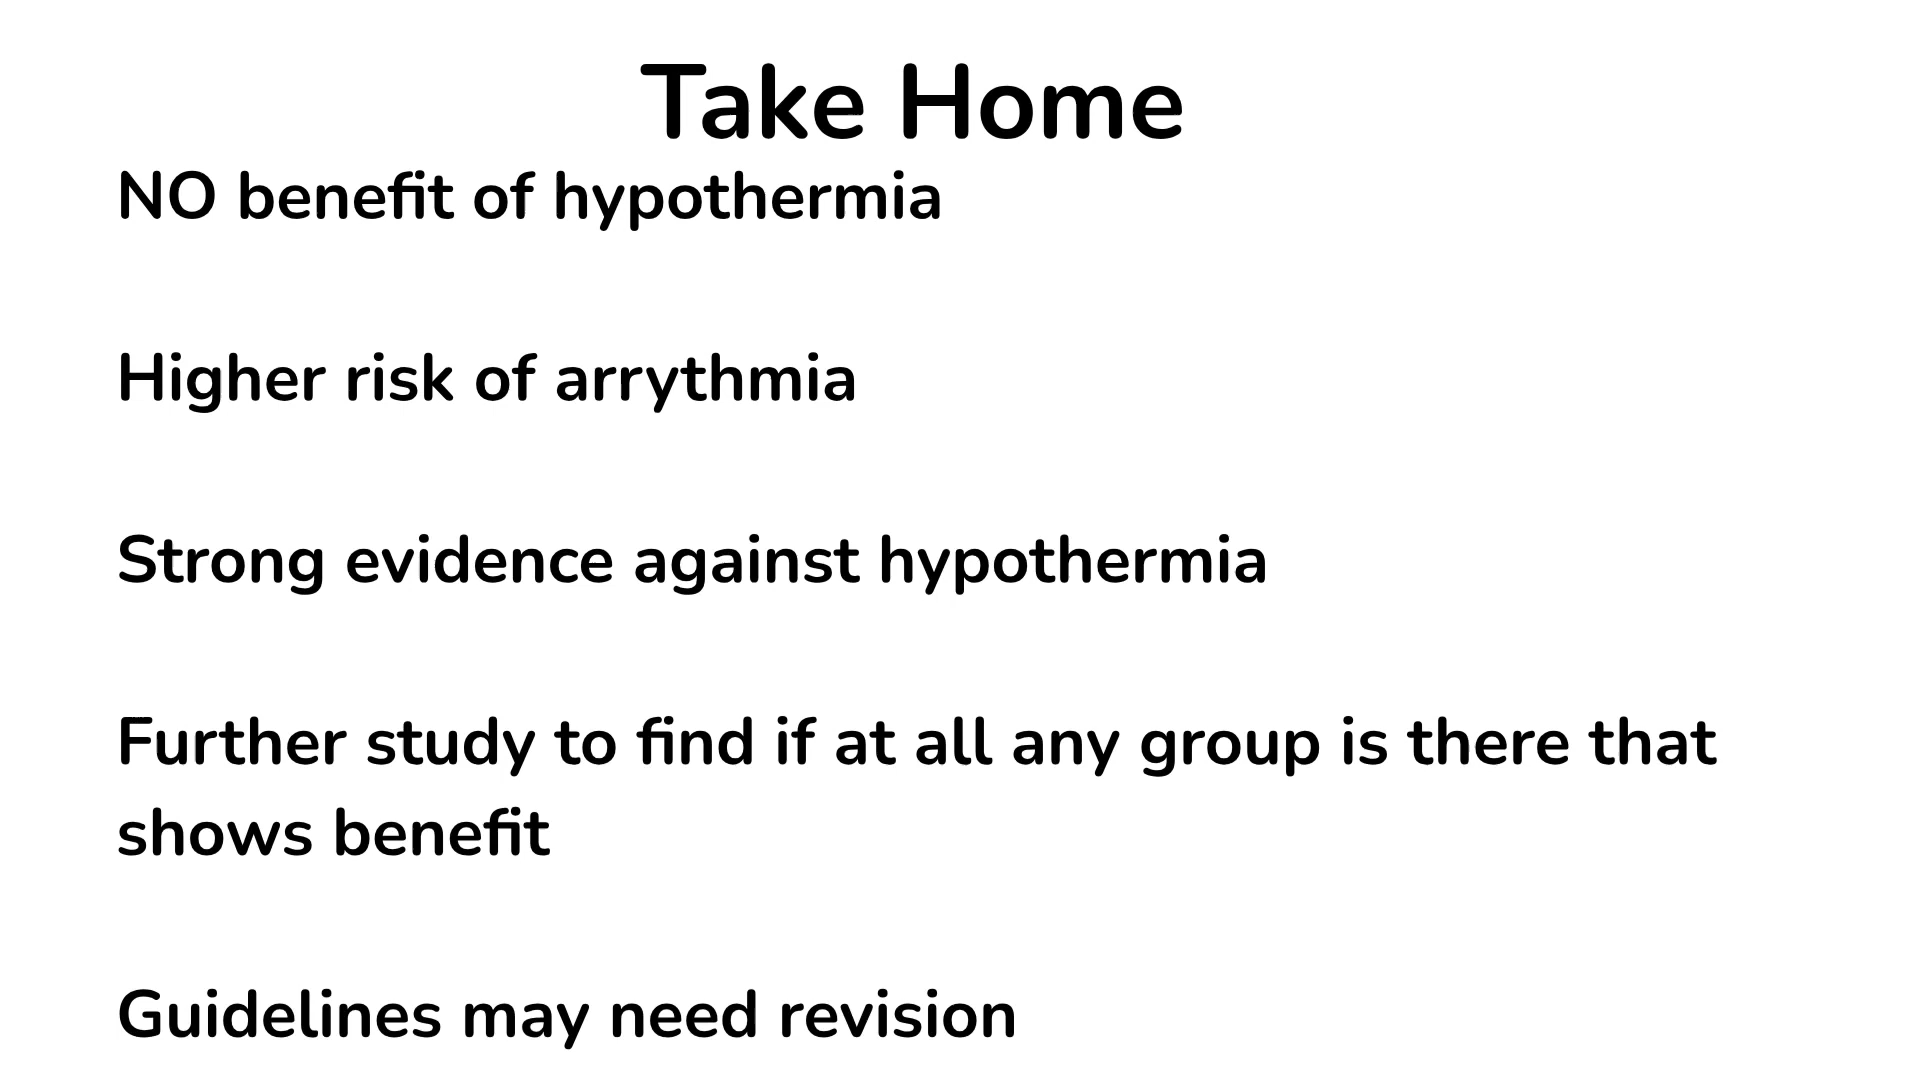 Take Home
NO benefit of hypothermia
Higher risk of arrythmia
Strong evidence against hypothermia
Further study to find if at all any group is there that
shows benefit
Guidelines may need revision